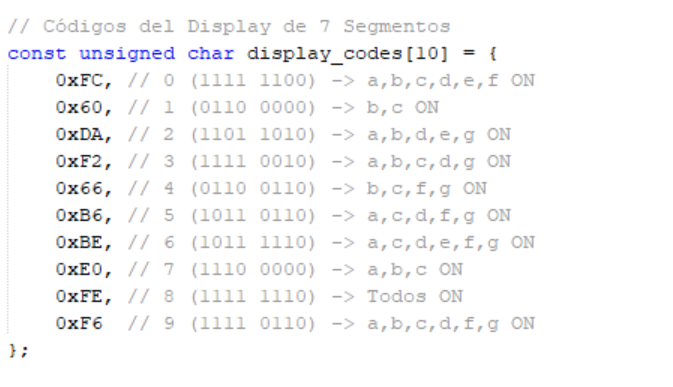 // Códigos del Display de 7 Segmentos
const unsigned char display_codes[10] = {
    0xFC, // 0 (1111 1100) -> a,b,c,d,e,f ON
    0x60, // 1 (0110 0000) -> b,c ON
    0xDA, // 2 (1101 1010) -> a,b,d,e,g ON
    0xF2, // 3 (1111 0010) -> a,b,c,d,g ON
    0x66, // 4 (0110 0110) -> b,c,f,g ON
    0xB6, // 5 (1011 0110) -> a,c,d,f,g ON
    0xBE, // 6 (1011 1110) -> a,c,d,e,f,g ON
    0xE0, // 7 (1110 0000) -> a,b,c ON
    0xFE, // 8 (1111 1110) -> Todos ON
    0xF6  // 9 (1111 0110) -> a,b,c,d,f,g ON
};